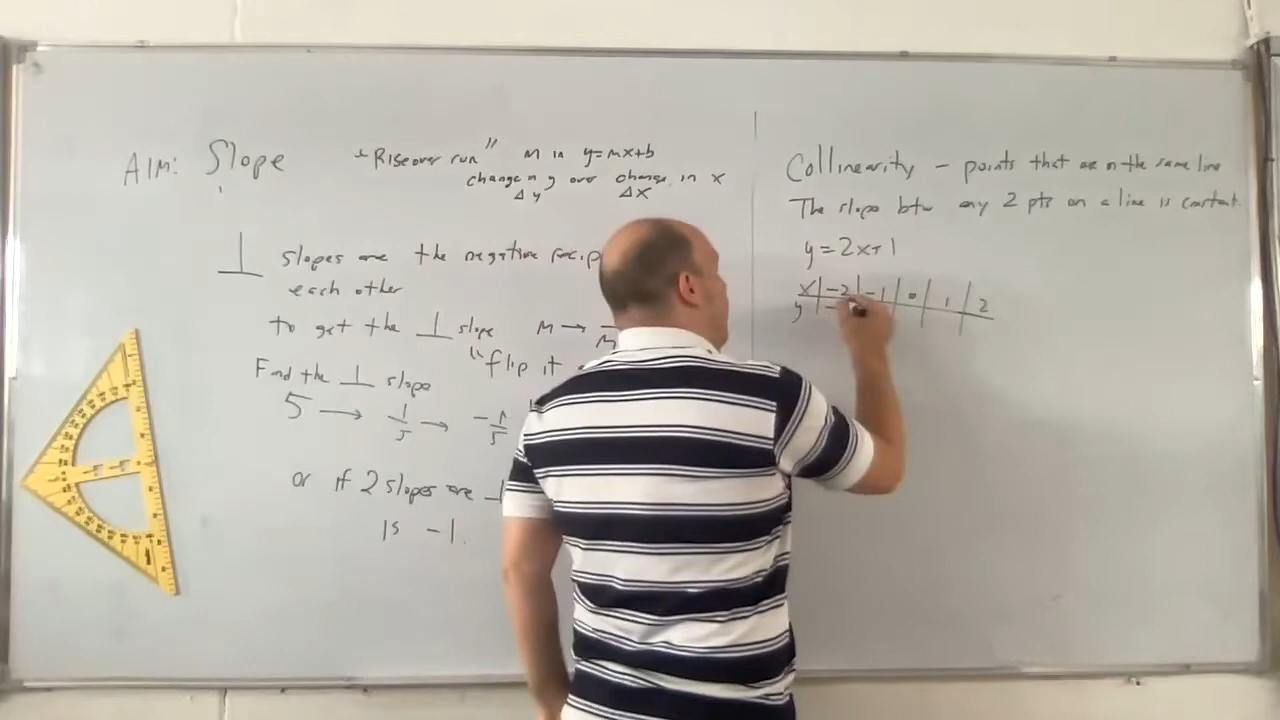 AIM: Slope
"Rise over run" m in y=mx+b
change in y over change in x
Δy ΔX
⊥ slopes are the negative recip
each other
to get the ⊥ slope M →
"flip it
Find the ⊥ slope
5 → 1/5 → -1/5
or if 2 slopes are
is -1.
Collinearity - points that are on the same line
The slope btw any 2 pts on a line is constant.
y=2x+1
x | -2 | -1 | 0 | 1 | 2
y